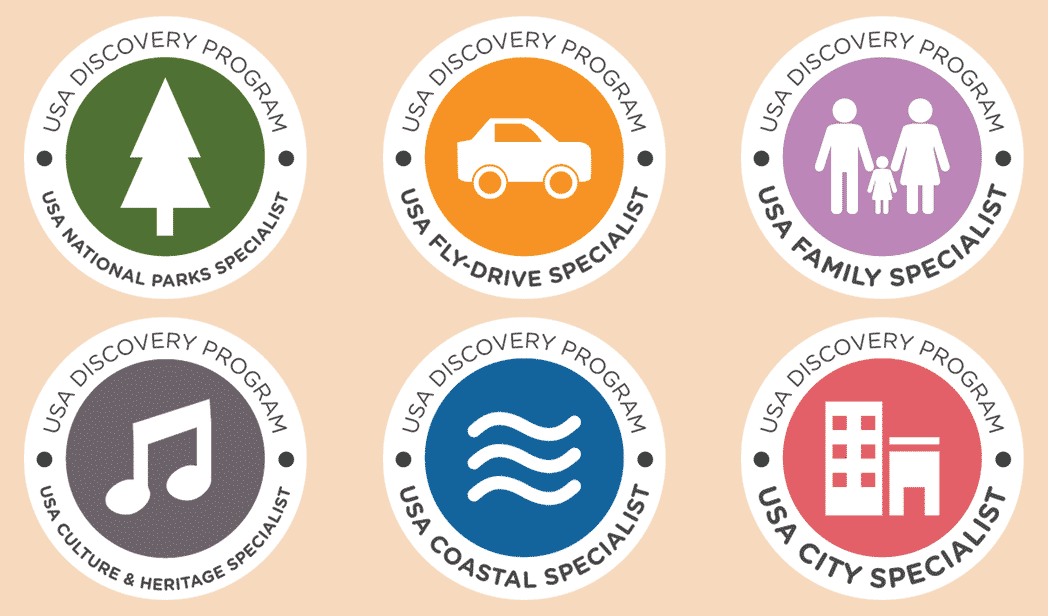 USA DISCOVERY PROGRAM
USA NATIONAL PARKS SPECIALIST
USA DISCOVERY PROGRAM
USA FLY-DRIVE SPECIALIST
USA DISCOVERY PROGRAM
USA FAMILY SPECIALIST
USA DISCOVERY PROGRAM
USA CULTURE & HERITAGE SPECIALIST
USA DISCOVERY PROGRAM
USA COASTAL SPECIALIST
USA DISCOVERY PROGRAM
USA CITY SPECIALIST